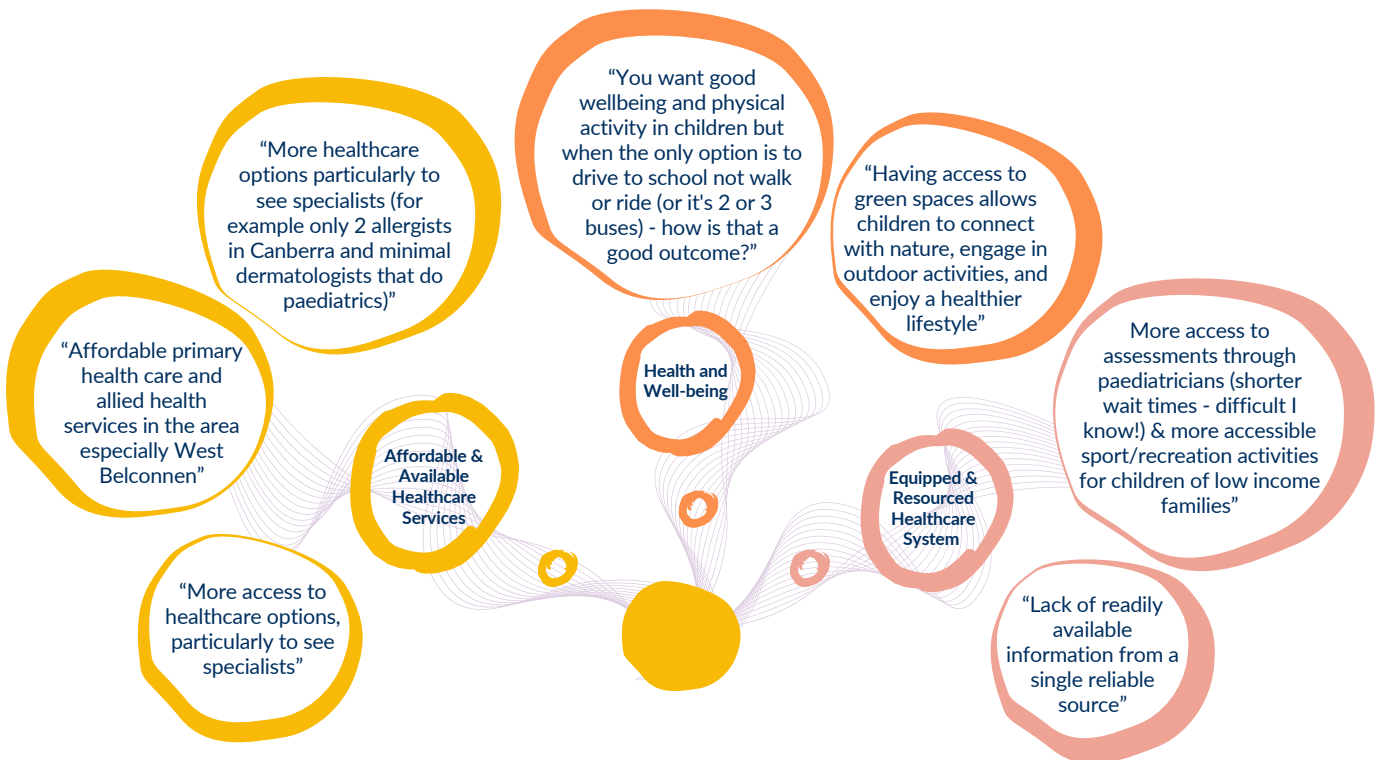 “You want good
wellbeing and physical
activity in children but
when the only option is to
drive to school not walk
or ride (or it's 2 or 3
buses) - how is that a
good outcome?”
“More healthcare
options particularly to
see specialists (for
example only 2 allergists
in Canberra and minimal
dermatologists that do
paediatrics)”
“Having access to
green spaces allows
children to connect
with nature, engage in
outdoor activities, and
enjoy a healthier
lifestyle”
“Affordable primary
health care and
allied health
services in the area
especially West
Belconnen”
Health and
Well-being
More access to
assessments through
paediatricians (shorter
wait times - difficult I
know!) & more accessible
sport/recreation activities
for children of low income
families”
Affordable &
Available
Healthcare
Services
Equipped &
Resourced
Healthcare
System
“More access to
healthcare options,
particularly to see
specialists”
“Lack of readily
available
information from a
single reliable
source”